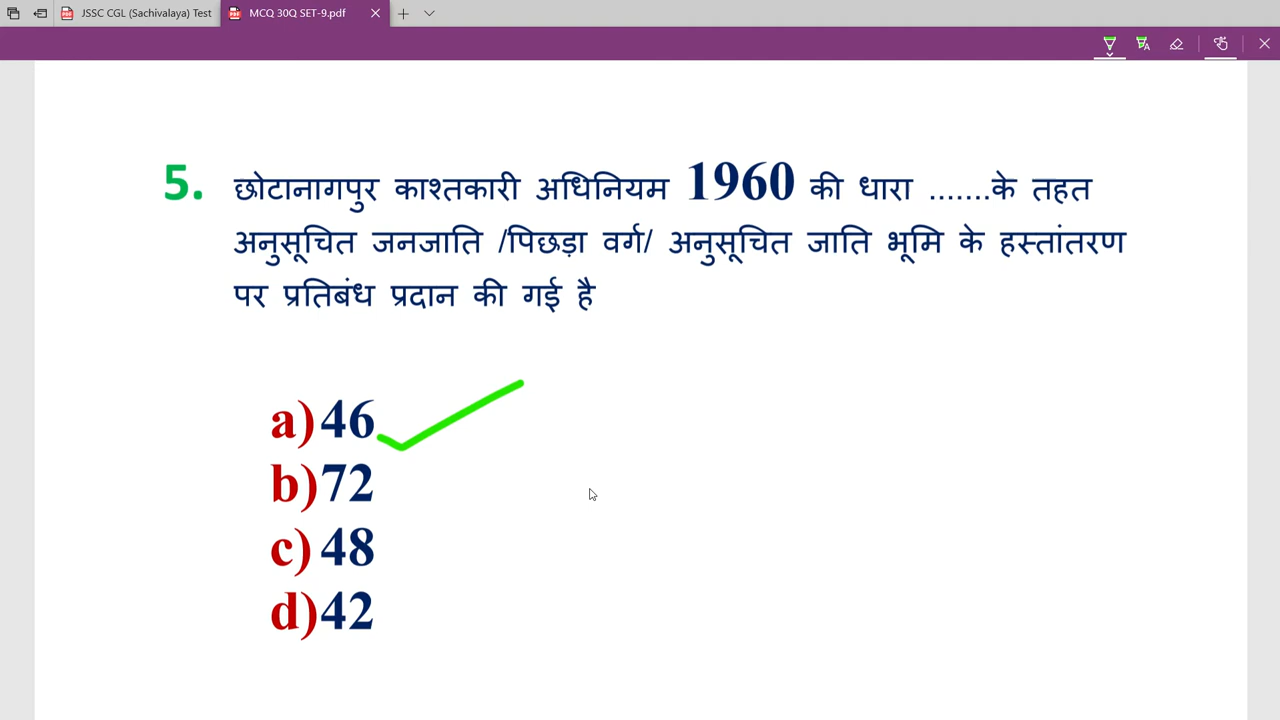 JSSC CGL (Sachivalaya) Test
MCQ 30Q SET-9.pdf
5. छोटानागपुर काश्तकारी अधिनियम 1960 की धारा .......के तहत
अनुसूचित जनजाति /पिछड़ा वर्ग/ अनुसूचित जाति भूमि के हस्तांतरण
पर प्रतिबंध प्रदान की गई है
a) 46
b) 72
c) 48
d) 42